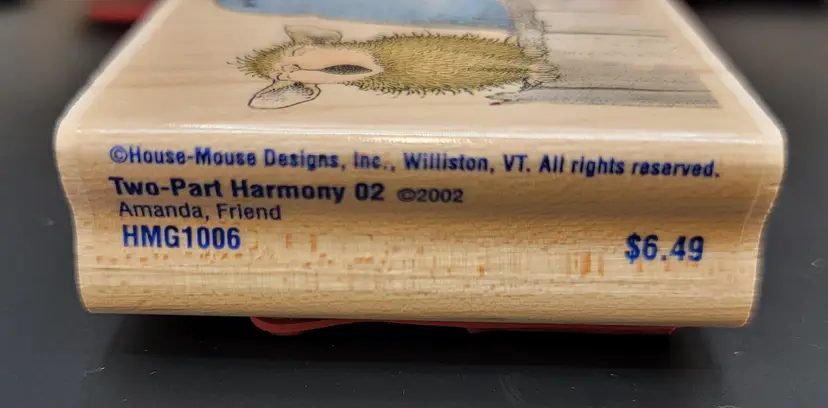 ©House-Mouse Designs, Inc., Williston, VT. All rights reserved.
Two-Part Harmony 02 ©2002
Amanda, Friend
HMG1006
$6.49